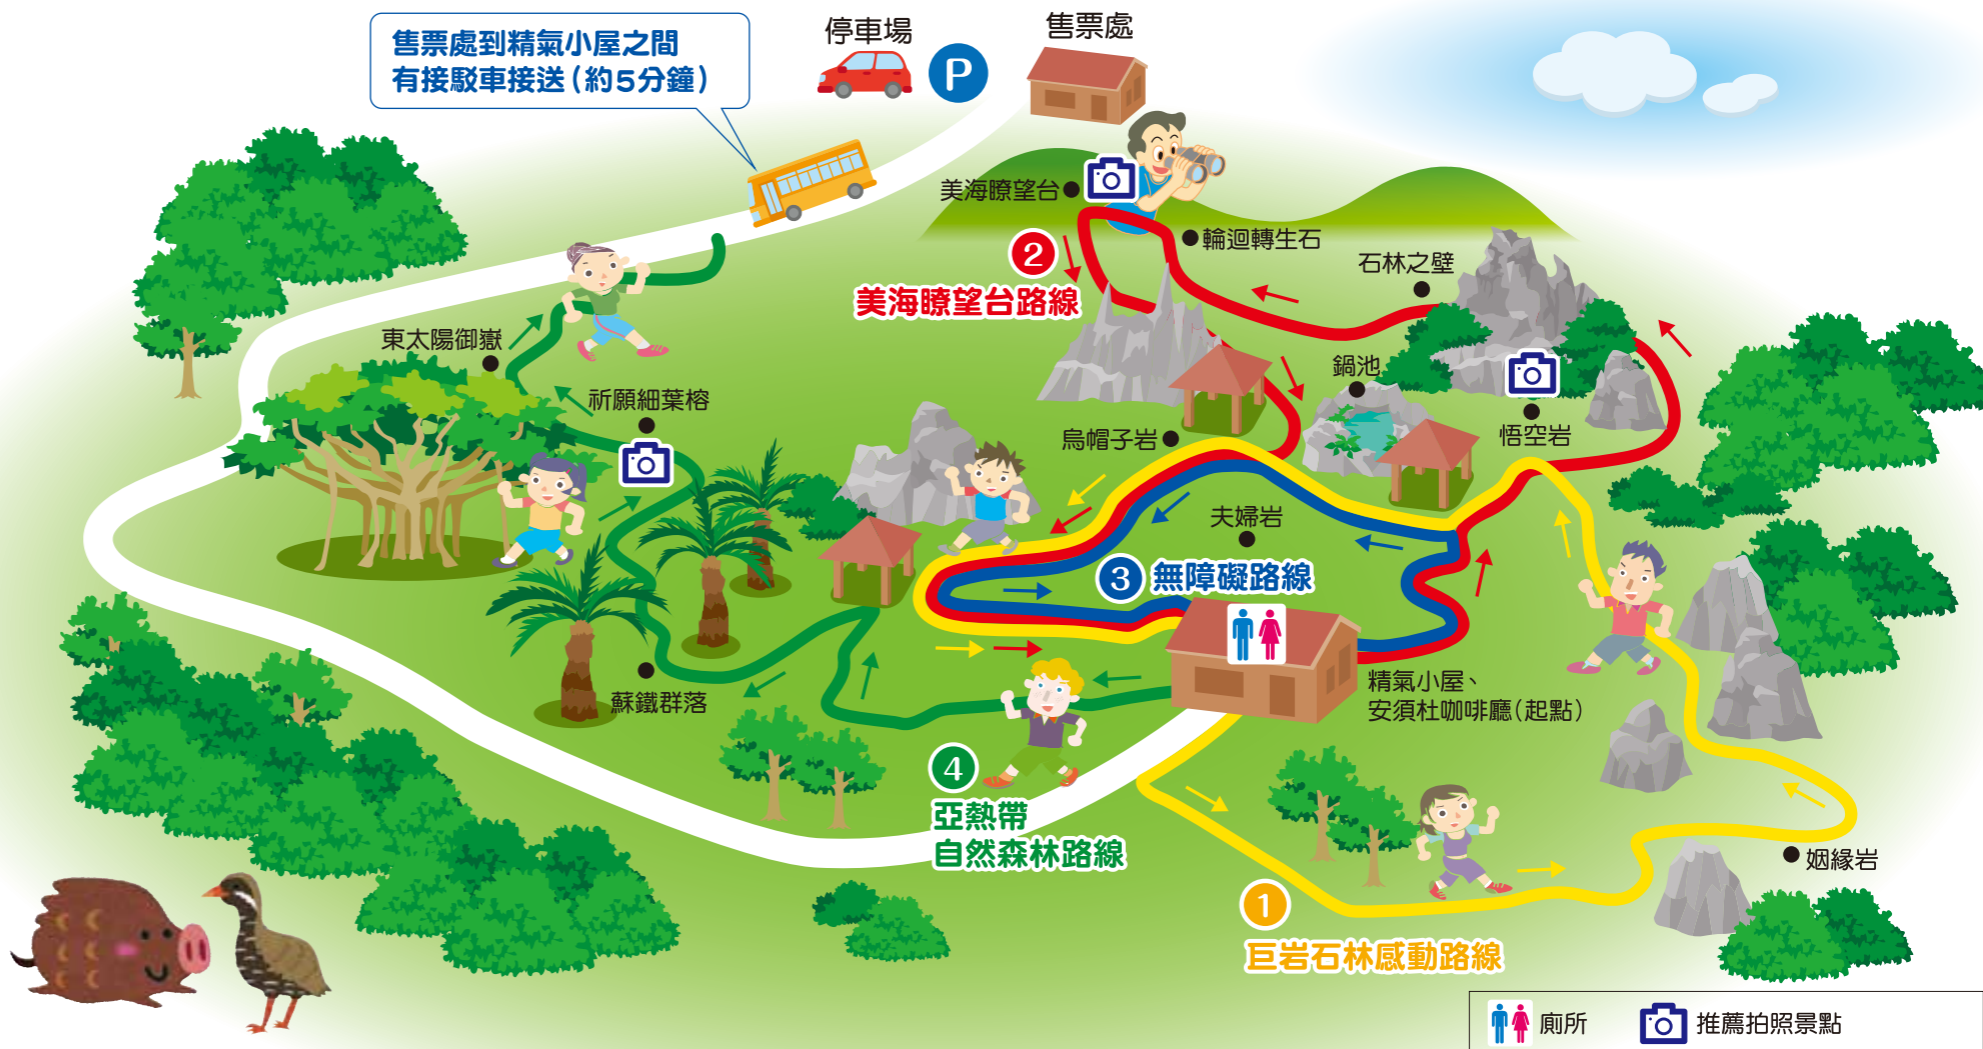 售票處到精氣小屋之間
有接駁車接送（約5分鐘）
停車場
P
售票處
美海瞭望台
輪迴轉生石
2
美海瞭望台路線
石林之壁
東太陽御嶽
祈願細葉榕
鍋池
悟空岩
烏帽子岩
夫婦岩
3 無障礙路線
蘇鐵群落
精氣小屋、
安須杜咖啡廳（起點）
4
亞熱帶
自然森林路線
姻緣岩
1
巨岩石林感動路線
廁所
推薦拍照景點